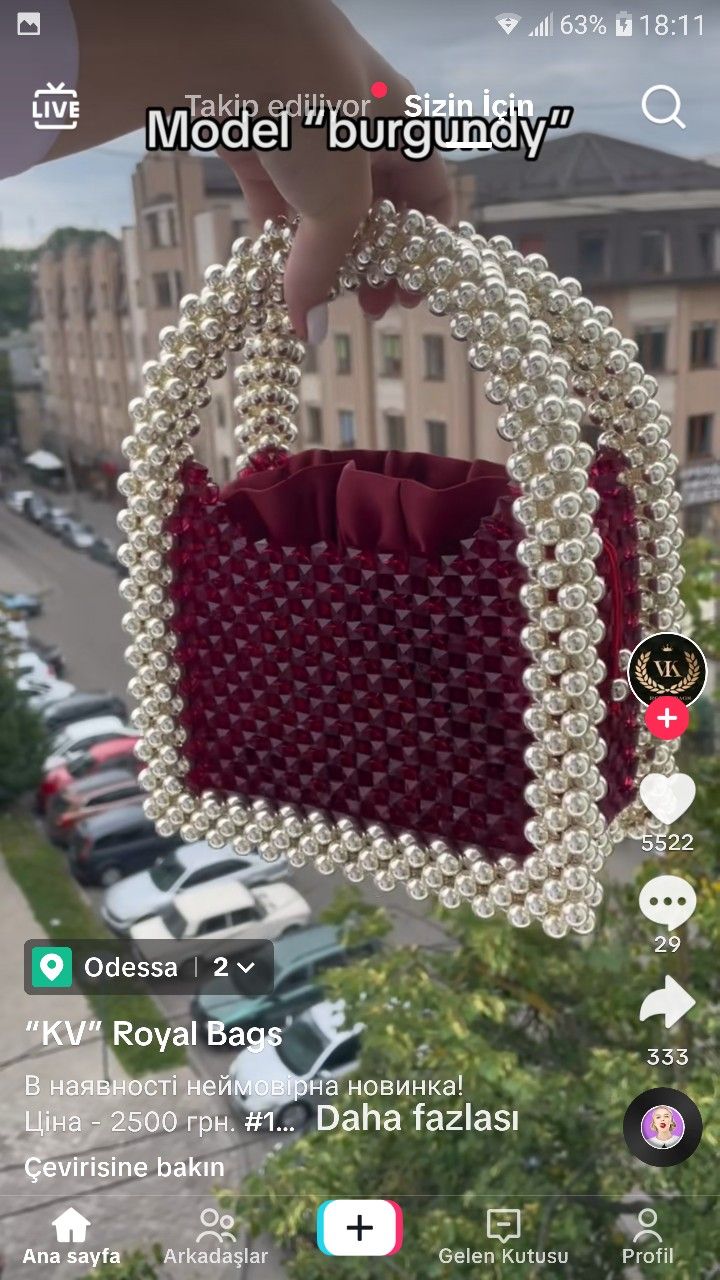 63% 18:11
LIVE
Takip ediliyor Sizin İçin
Model “burgundy”
VK
5522
29
333
Odessa | 2
“KV” Royal Bags
В наявності неймовірна новинка!
Ціна - 2500 грн. #1... Daha fazlası
Çevirisine bakın
Ana sayfa Arkadaşlar Gelen Kutusu Profil